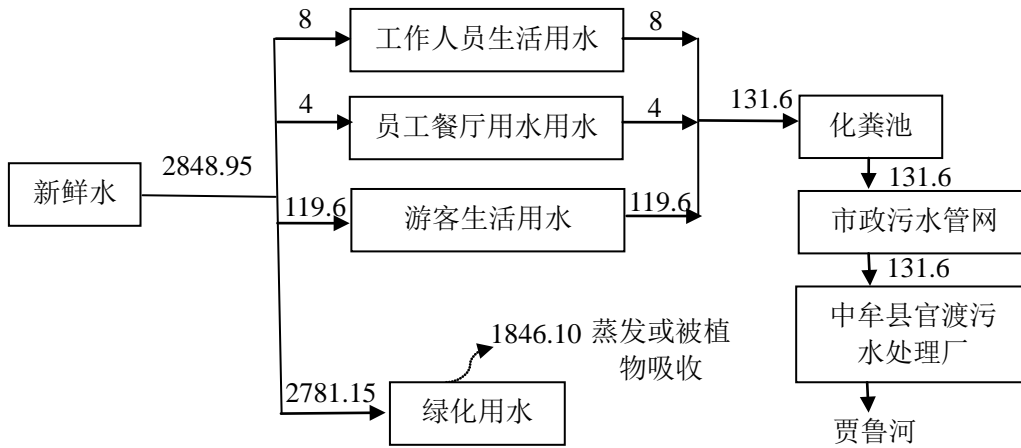 8
工作人员生活用水
8
4
员工餐厅用水用水
4
131.6
化粪池
新鲜水
2848.95
131.6
119.6
游客生活用水
119.6
市政污水管网
131.6
中牟县官渡污
水处理厂
1846.10 蒸发或被植
物吸收
2781.15
绿化用水
贾鲁河